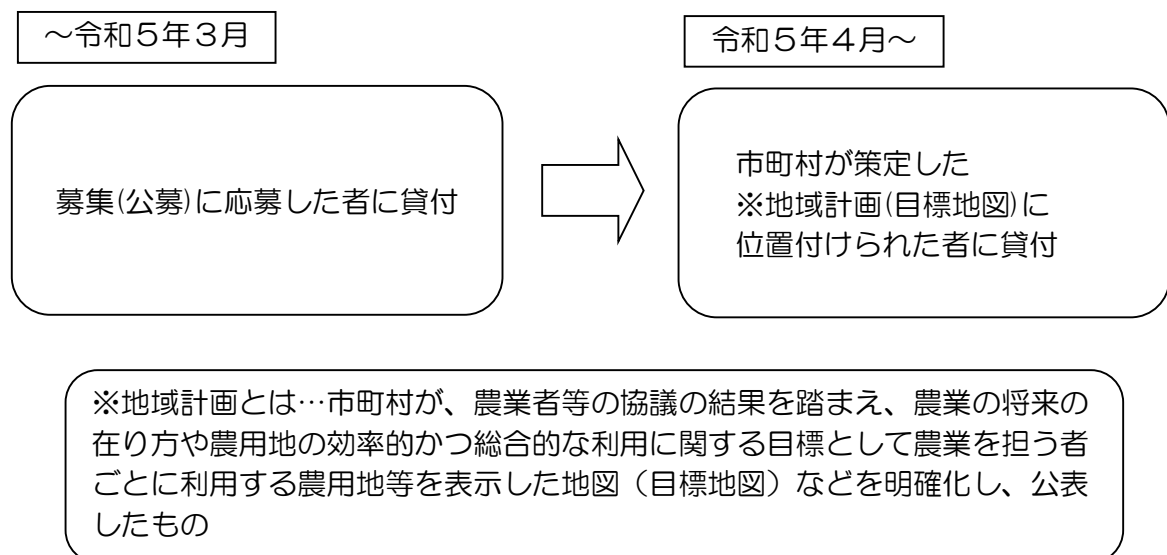 ～令和５年３月
令和５年４月～
募集(公募)に応募した者に貸付
市町村が策定した
※地域計画(目標地図)に
位置付けられた者に貸付
※地域計画とは…市町村が、農業者等の協議の結果を踏まえ、農業の将来の
在り方や農用地の効率的かつ総合的な利用に関する目標として農業を担う者
ごとに利用する農用地等を表示した地図（目標地図）などを明確化し、公表
したもの